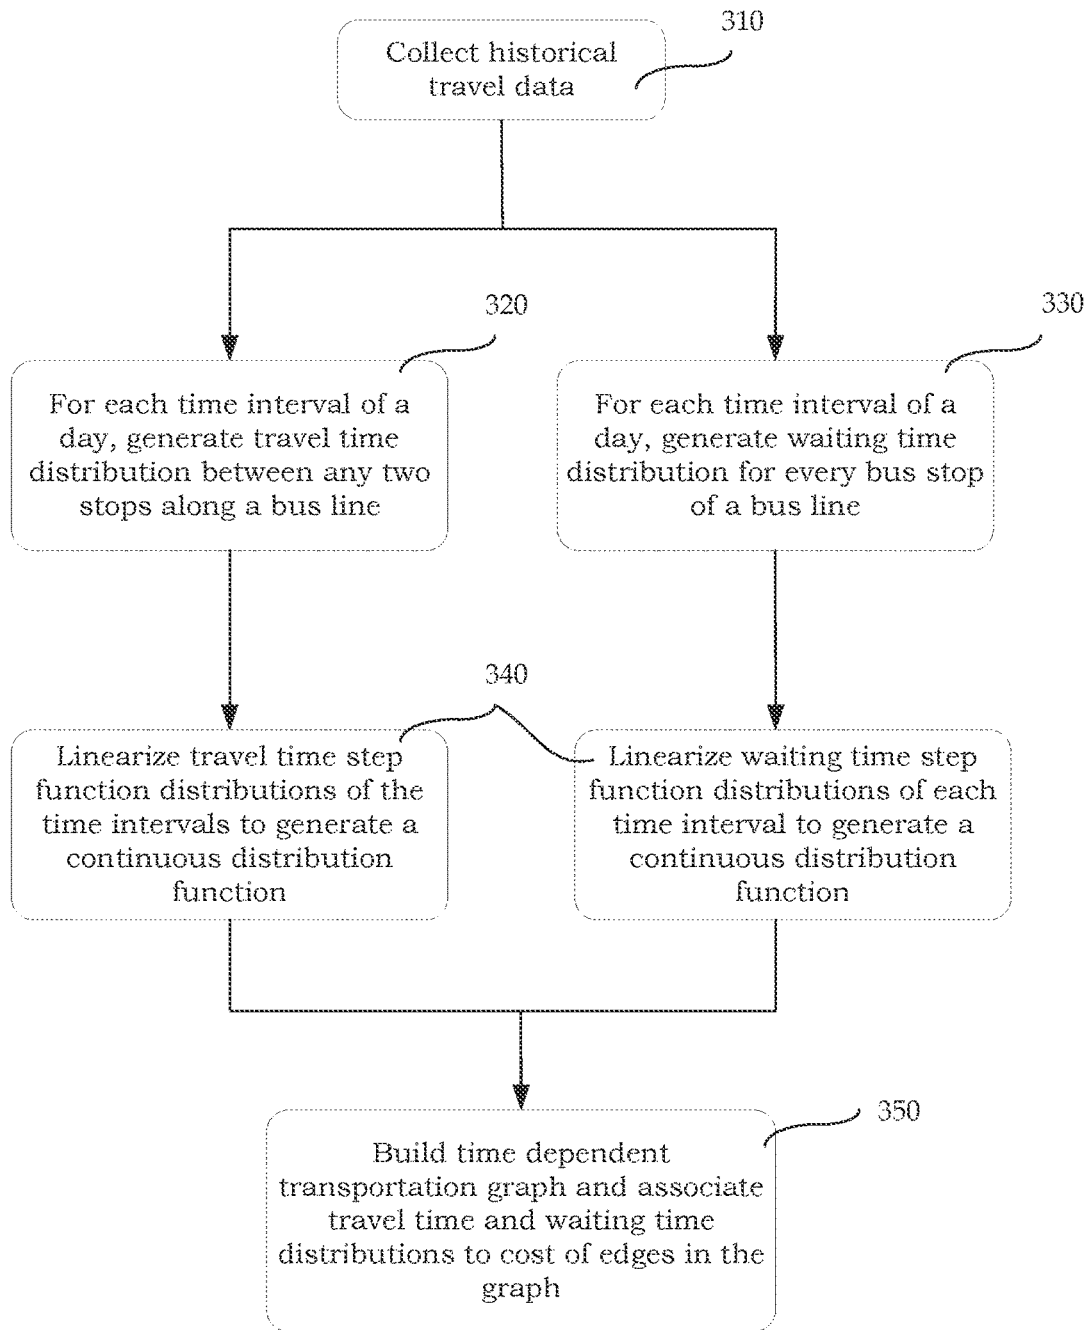 310
Collect historical
travel data
320
330
For each time interval of a
day, generate travel time
distribution between any two
stops along a bus line
For each time interval of a
day, generate waiting time
distribution for every bus stop
of a bus line
340
Linearize travel time step
function distributions of the
time intervals to generate a
continuous distribution
function
Linearize waiting time step
function distributions of each
time interval to generate a
continuous distribution
function
350
Build time dependent
transportation graph and associate
travel time and waiting time
distributions to cost of edges in the
graph